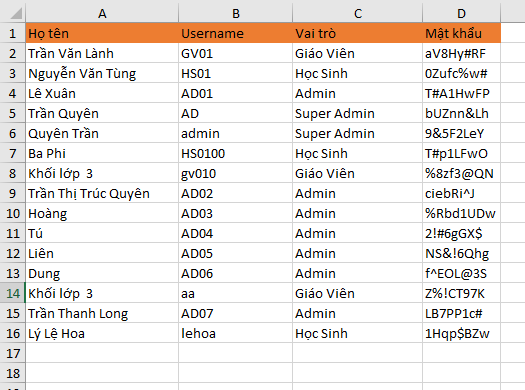 A B C D
1 Họ tên Username Vai trò Mật khẩu
2 Trần Văn Lành GV01 Giáo Viên aV8Hy#RF
3 Nguyễn Văn Tùng HS01 Học Sinh 0Zufc%w#
4 Lê Xuân AD01 Admin T#A1HwFP
5 Trần Quyên AD Super Admin bUZnn&Lh
6 Quyên Trần admin Super Admin 9&5F2LeY
7 Ba Phi HS0100 Học Sinh T#p1LFwO
8 Khối lớp 3 gv010 Giáo Viên %8zf3@QN
9 Trần Thị Trúc Quyên AD02 Admin ciebRi^J
10 Hoàng AD03 Admin %Rbd1UDw
11 Tú AD04 Admin 2!#6gGX$
12 Liên AD05 Admin NS&!6Qhg
13 Dung AD06 Admin f^EOL@3S
14 Khối lớp 3 aa Giáo Viên Z%!CT97K
15 Trần Thanh Long AD07 Admin LB7PP1c#
16 Lý Lệ Hoa lehoa Học Sinh 1Hqp$BZw
17
18